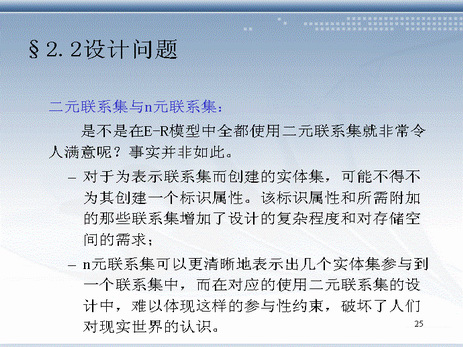 §2.2设计问题
二元联系集与n元联系集：
是不是在E-R模型中全都使用二元联系集就非常令
人满意呢？事实并非如此。
– 对于为表示联系集而创建的实体集，可能不得不
为其创建一个标识属性。该标识属性和所需附加
的那些联系集增加了设计的复杂程度和对存储空
间的需求；
– n元联系集可以更清晰地表示出几个实体集参与到
一个联系集中，而在对应的使用二元联系集的设
计中，难以体现这样的参与性约束，破坏了人们
对现实世界的认识。
25